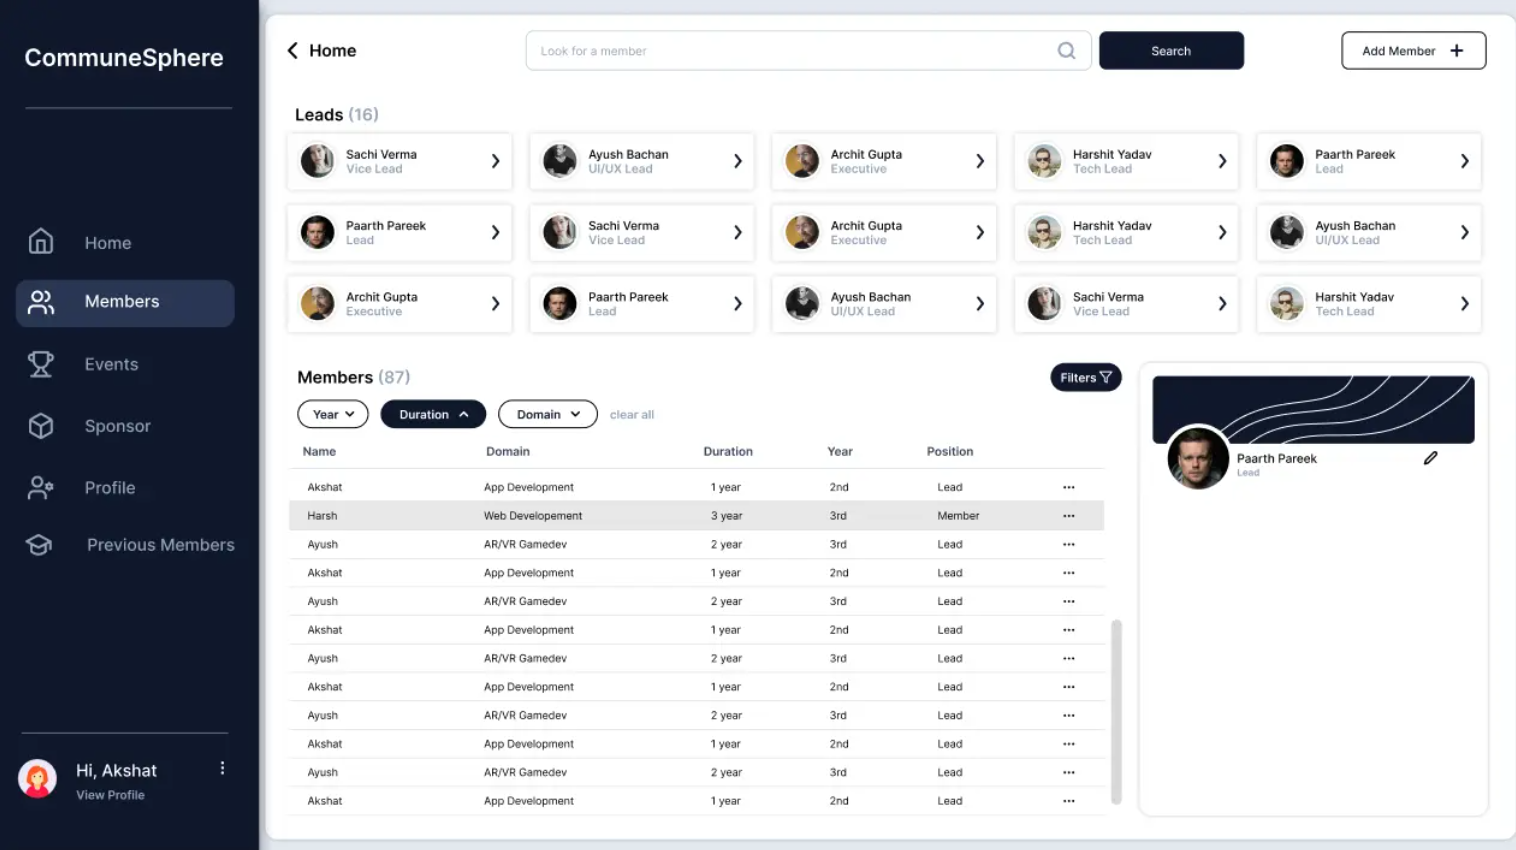 CommuneSphere
Home
Members
Events
Sponsor
Profile
Previous Members
Hi, Akshat
View Profile
Home
Look for a member
Search
Add Member
Leads (16)
Sachi Verma
Vice Lead
Ayush Bachan
UI/UX Lead
Archit Gupta
Executive
Harshit Yadav
Tech Lead
Paarth Pareek
Lead
Paarth Pareek
Lead
Sachi Verma
Vice Lead
Archit Gupta
Executive
Harshit Yadav
Tech Lead
Ayush Bachan
UI/UX Lead
Archit Gupta
Executive
Paarth Pareek
Lead
Ayush Bachan
UI/UX Lead
Sachi Verma
Vice Lead
Harshit Yadav
Tech Lead
Members (87)
Filters
Year Duration Domain clear all
Name Domain Duration Year Position
Akshat App Development 1 year 2nd Lead
Harsh Web Developement 3 year 3rd Member
Ayush AR/VR Gamedev 2 year 3rd Lead
Akshat App Development 1 year 2nd Lead
Ayush AR/VR Gamedev 2 year 3rd Lead
Akshat App Development 1 year 2nd Lead
Ayush AR/VR Gamedev 2 year 3rd Lead
Akshat App Development 1 year 2nd Lead
Ayush AR/VR Gamedev 2 year 3rd Lead
Akshat App Development 1 year 2nd Lead
Ayush AR/VR Gamedev 2 year 3rd Lead
Akshat App Development 1 year 2nd Lead
Paarth Pareek
Lead